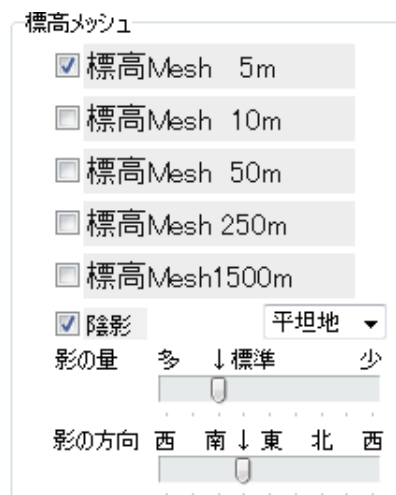 標高メッシュ
標高Mesh 5m
標高Mesh 10m
標高Mesh 50m
標高Mesh 250m
標高Mesh1500m
陰影 平坦地
影の量 多 ↓標準 少
影の方向 西 南↓東 北 西